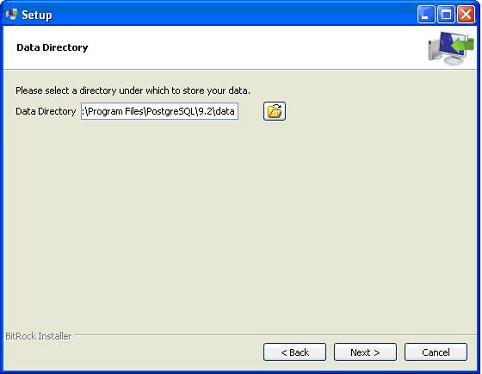 Setup
Data Directory
Please select a directory under which to store your data.
Data Directory :\Program Files\PostgreSQL\9.2\data
BitRock Installer
< Back Next > Cancel